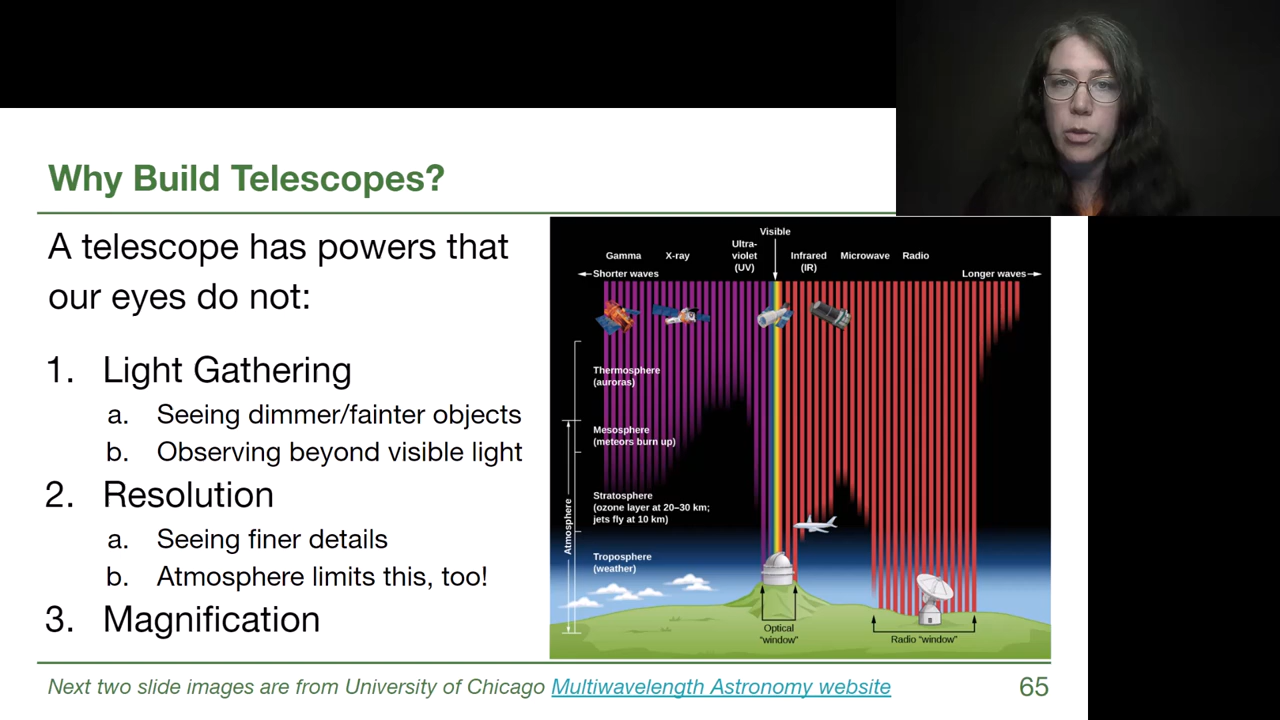 Why Build Telescopes?
A telescope has powers that
our eyes do not:
1. Light Gathering
a. Seeing dimmer/fainter objects
b. Observing beyond visible light
2. Resolution
a. Seeing finer details
b. Atmosphere limits this, too!
3. Magnification
Visible
Gamma
X-ray
Ultra-
violet
(UV)
Infrared
(IR)
Microwave
Radio
Shorter waves
Longer waves
Thermosphere
(auroras)
Mesosphere
(meteors burn up)
Stratosphere
(ozone layer at 20–30 km;
jets fly at 10 km)
Atmosphere
Troposphere
(weather)
Optical
"window"
Radio "window"
Next two slide images are from University of Chicago Multiwavelength Astronomy website
65